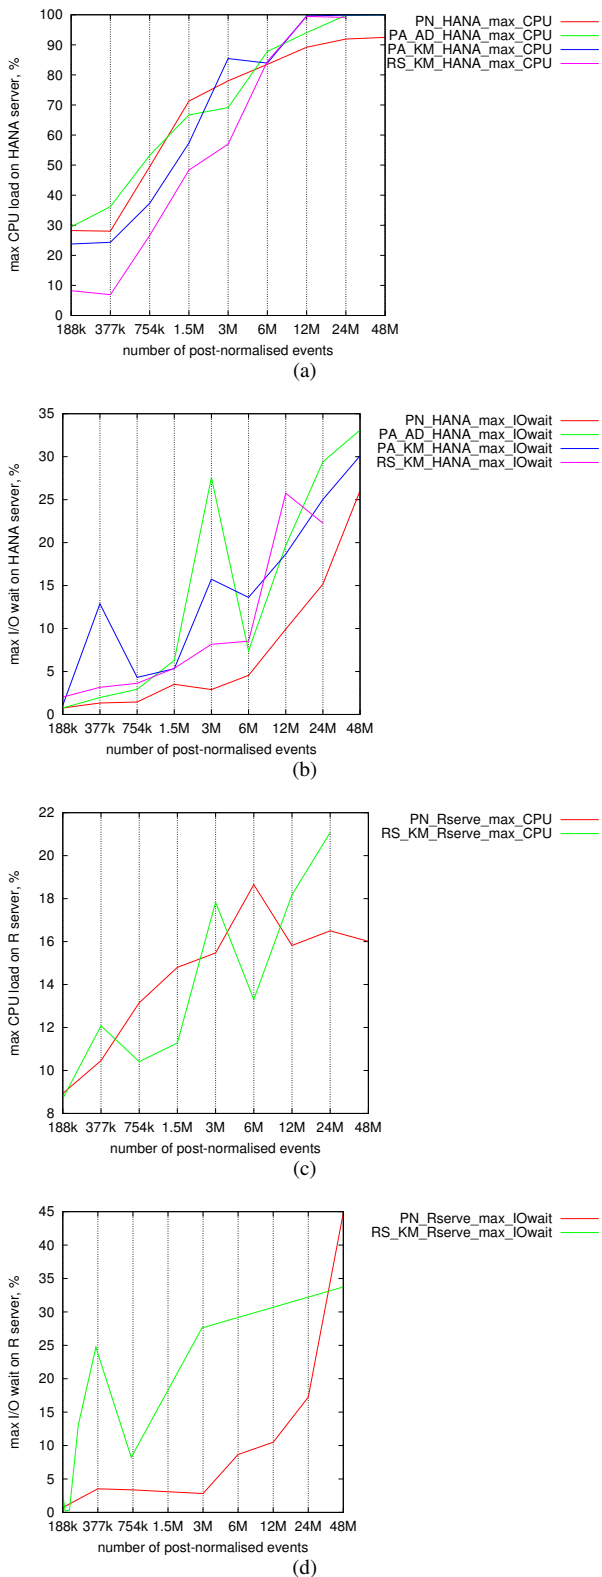 PN_HANA_max_CPU
PA_AD_HANA_max_CPU
PA_KM_HANA_max_CPU
RS_KM_HANA_max_CPU
max CPU load on HANA server, %
100
90
80
70
60
50
40
30
20
10
0
188k 377k 754k 1.5M 3M 6M 12M 24M 48M
number of post-normalised events
(a)
PN_HANA_max_IOwait
PA_AD_HANA_max_IOwait
PA_KM_HANA_max_IOwait
RS_KM_HANA_max_IOwait
max I/O wait on HANA server, %
35
30
25
20
15
10
5
0
188k 377k 754k 1.5M 3M 6M 12M 24M 48M
number of post-normalised events
(b)
PN_Rserve_max_CPU
RS_KM_Rserve_max_CPU
max CPU load on R server, %
22
20
18
16
14
12
10
8
188k 377k 754k 1.5M 3M 6M 12M 24M 48M
number of post-normalised events
(c)
PN_Rserve_max_IOwait
RS_KM_Rserve_max_IOwait
max I/O wait on R server, %
45
40
35
30
25
20
15
10
5
0
188k 377k 754k 1.5M 3M 6M 12M 24M 48M
number of post-normalised events
(d)